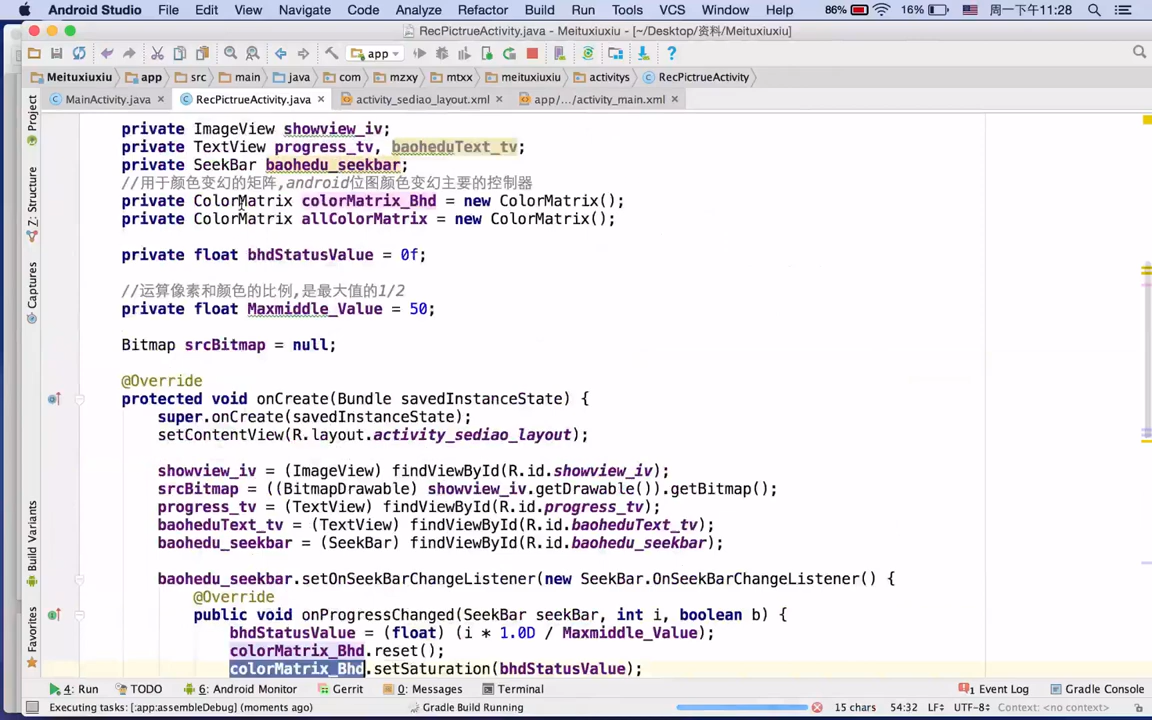 Android Studio File Edit View Navigate Code Analyze Refactor Build Run Tools VCS Window Help 86% 16% 周一下午11:28
RecPictrueActivity.java - Meituxiuxiu - [~/Desktop/资料/Meituxiuxiu]
app
Meituxiuxiu app src main java com mzxy mtxx meituxiuxiu activitys RecPictrueActivity
MainActivity.java RecPictrueActivity.java activity_sediao_layout.xml app/.../activity_main.xml
Project
Z: Structure
Captures
Build Variants
Favorites
private ImageView showview_iv;
private TextView progress_tv, baoheduText_tv;
private SeekBar baohedu_seekbar;
//用于颜色变幻的矩阵,android位图颜色变幻主要的控制器
private ColorMatrix colorMatrix_Bhd = new ColorMatrix();
private ColorMatrix allColorMatrix = new ColorMatrix();
private float bhdStatusValue = 0f;
//运算像素和颜色的比例,是最大值的1/2
private float Maxmiddle_Value = 50;
Bitmap srcBitmap = null;
@Override
protected void onCreate(Bundle savedInstanceState) {
super.onCreate(savedInstanceState);
setContentView(R.layout.activity_sediao_layout);
showview_iv = (ImageView) findViewById(R.id.showview_iv);
srcBitmap = ((BitmapDrawable) showview_iv.getDrawable()).getBitmap();
progress_tv = (TextView) findViewById(R.id.progress_tv);
baoheduText_tv = (TextView) findViewById(R.id.baoheduText_tv);
baohedu_seekbar = (SeekBar) findViewById(R.id.baohedu_seekbar);
baohedu_seekbar.setOnSeekBarChangeListener(new SeekBar.OnSeekBarChangeListener() {
@Override
public void onProgressChanged(SeekBar seekBar, int i, boolean b) {
bhdStatusValue = (float) (i * 1.0D / Maxmiddle_Value);
colorMatrix_Bhd.reset();
colorMatrix_Bhd.setSaturation(bhdStatusValue);
4: Run TODO 6: Android Monitor Gerrit 0: Messages Terminal 1 Event Log Gradle Console
Executing tasks: [:app:assembleDebug] (moments ago) Gradle Build Running 15 chars 54:32 LF÷ UTF-8÷ Context: <no context>